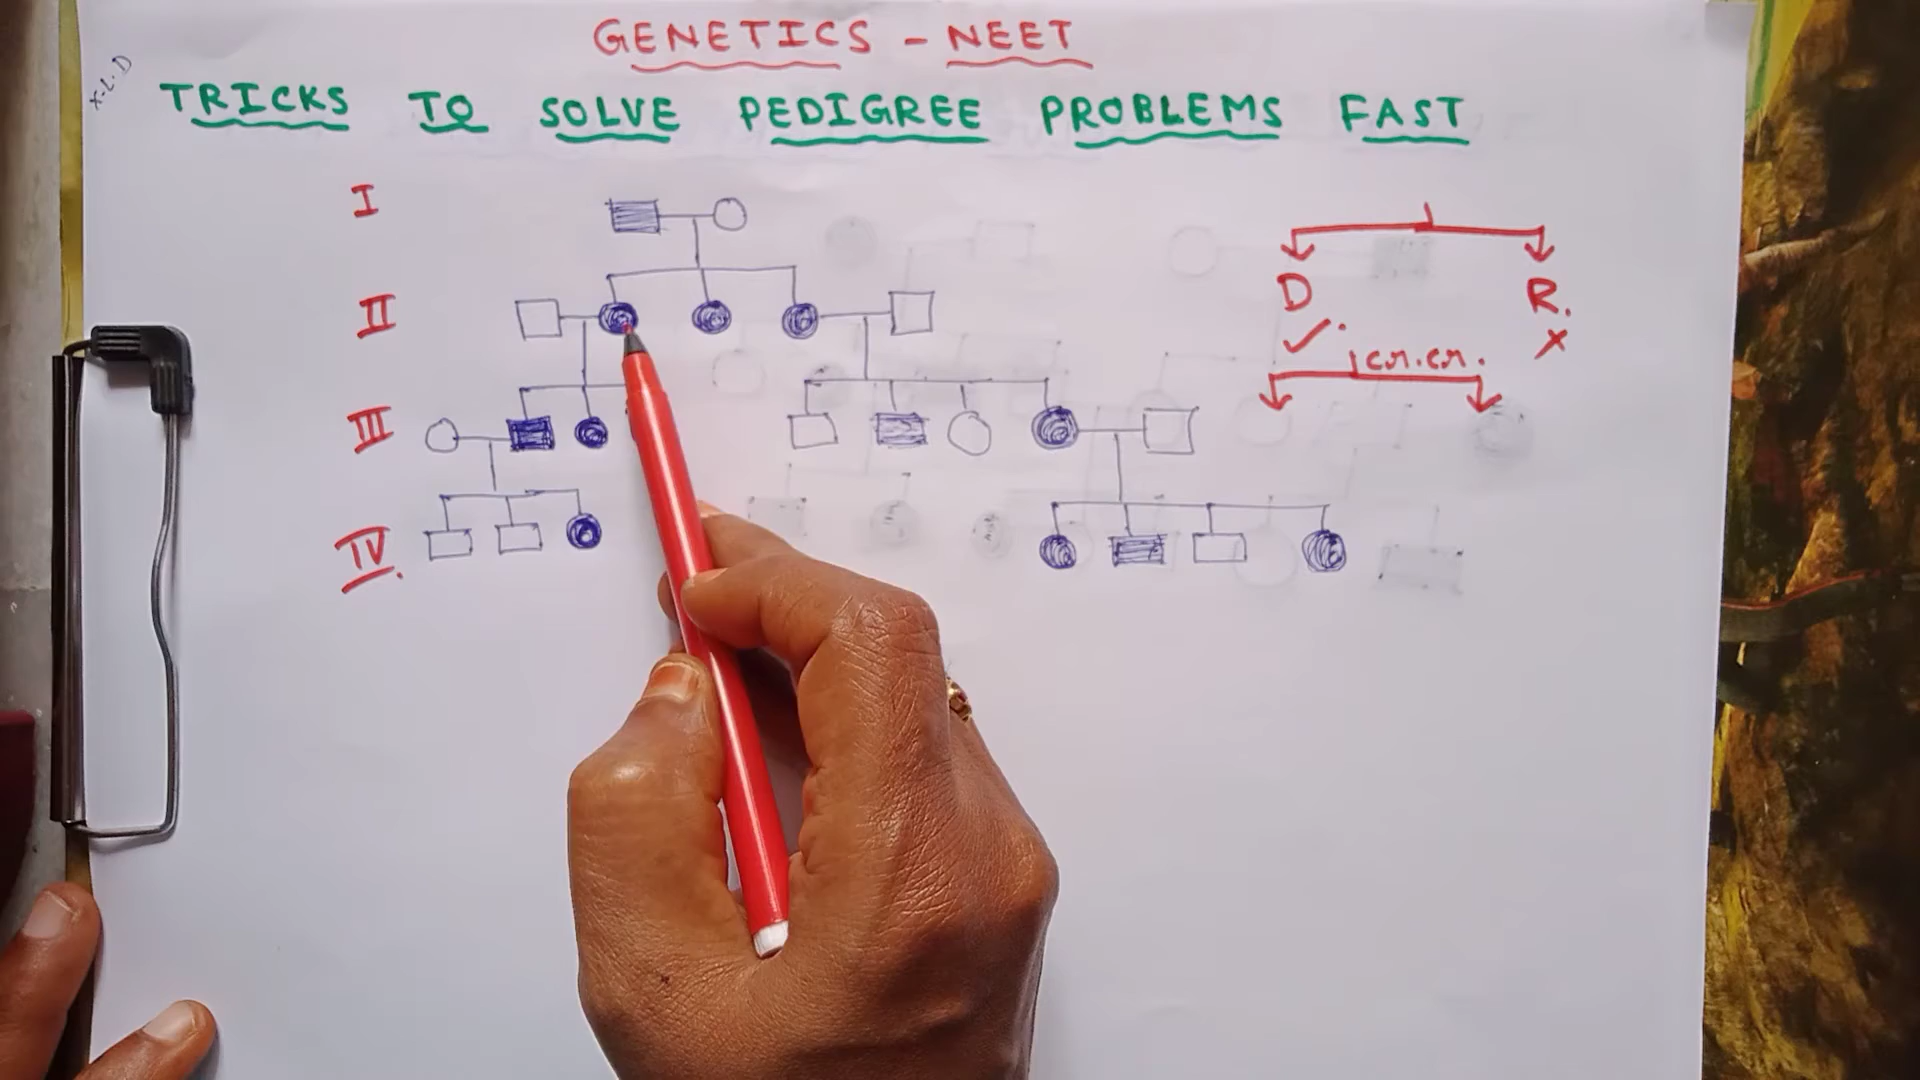 GENETICS - NEET
X-L-D
TRICKS TO SOLVE PEDIGREE PROBLEMS FAST
I
II
III
IV.
D R.
✓. x